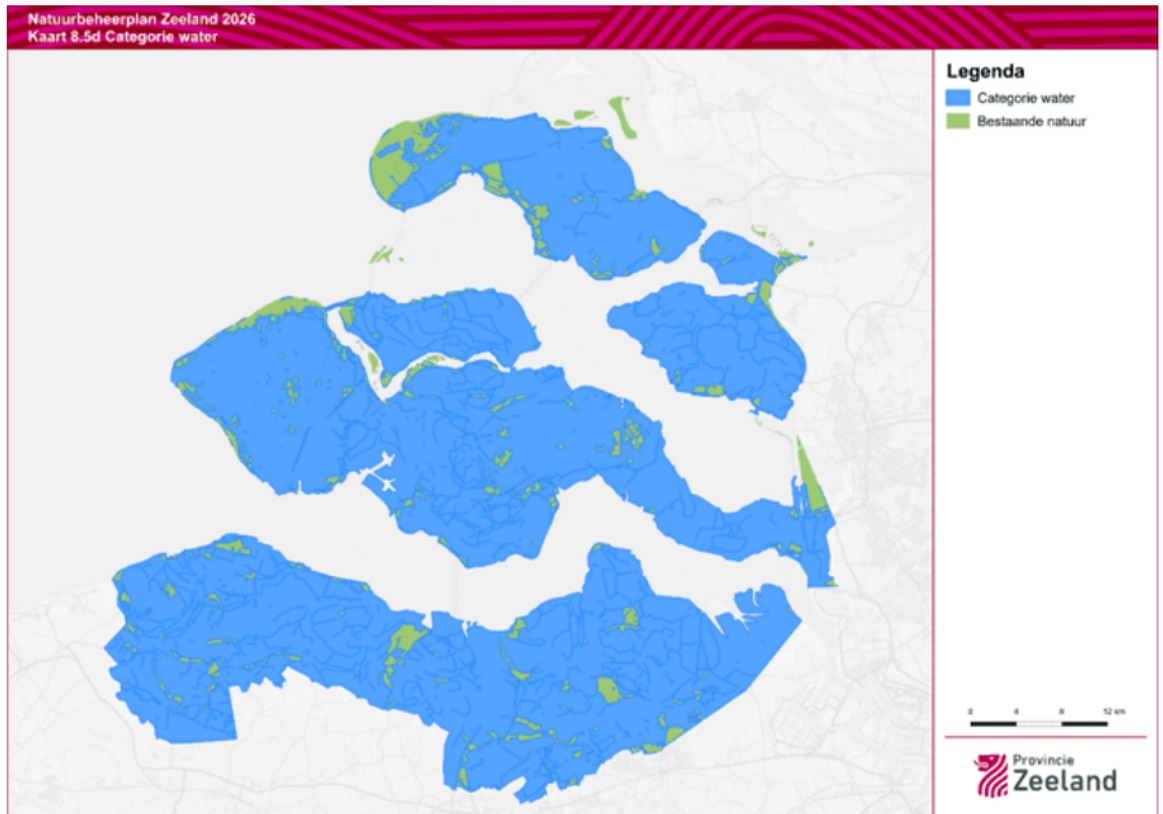 Natuurbeheerplan Zeeland 2026
Kaart 8.5d Categorie water
Legenda
Categorie water
Bestaande natuur
0 4 8 12 km
Provincie
Zeeland